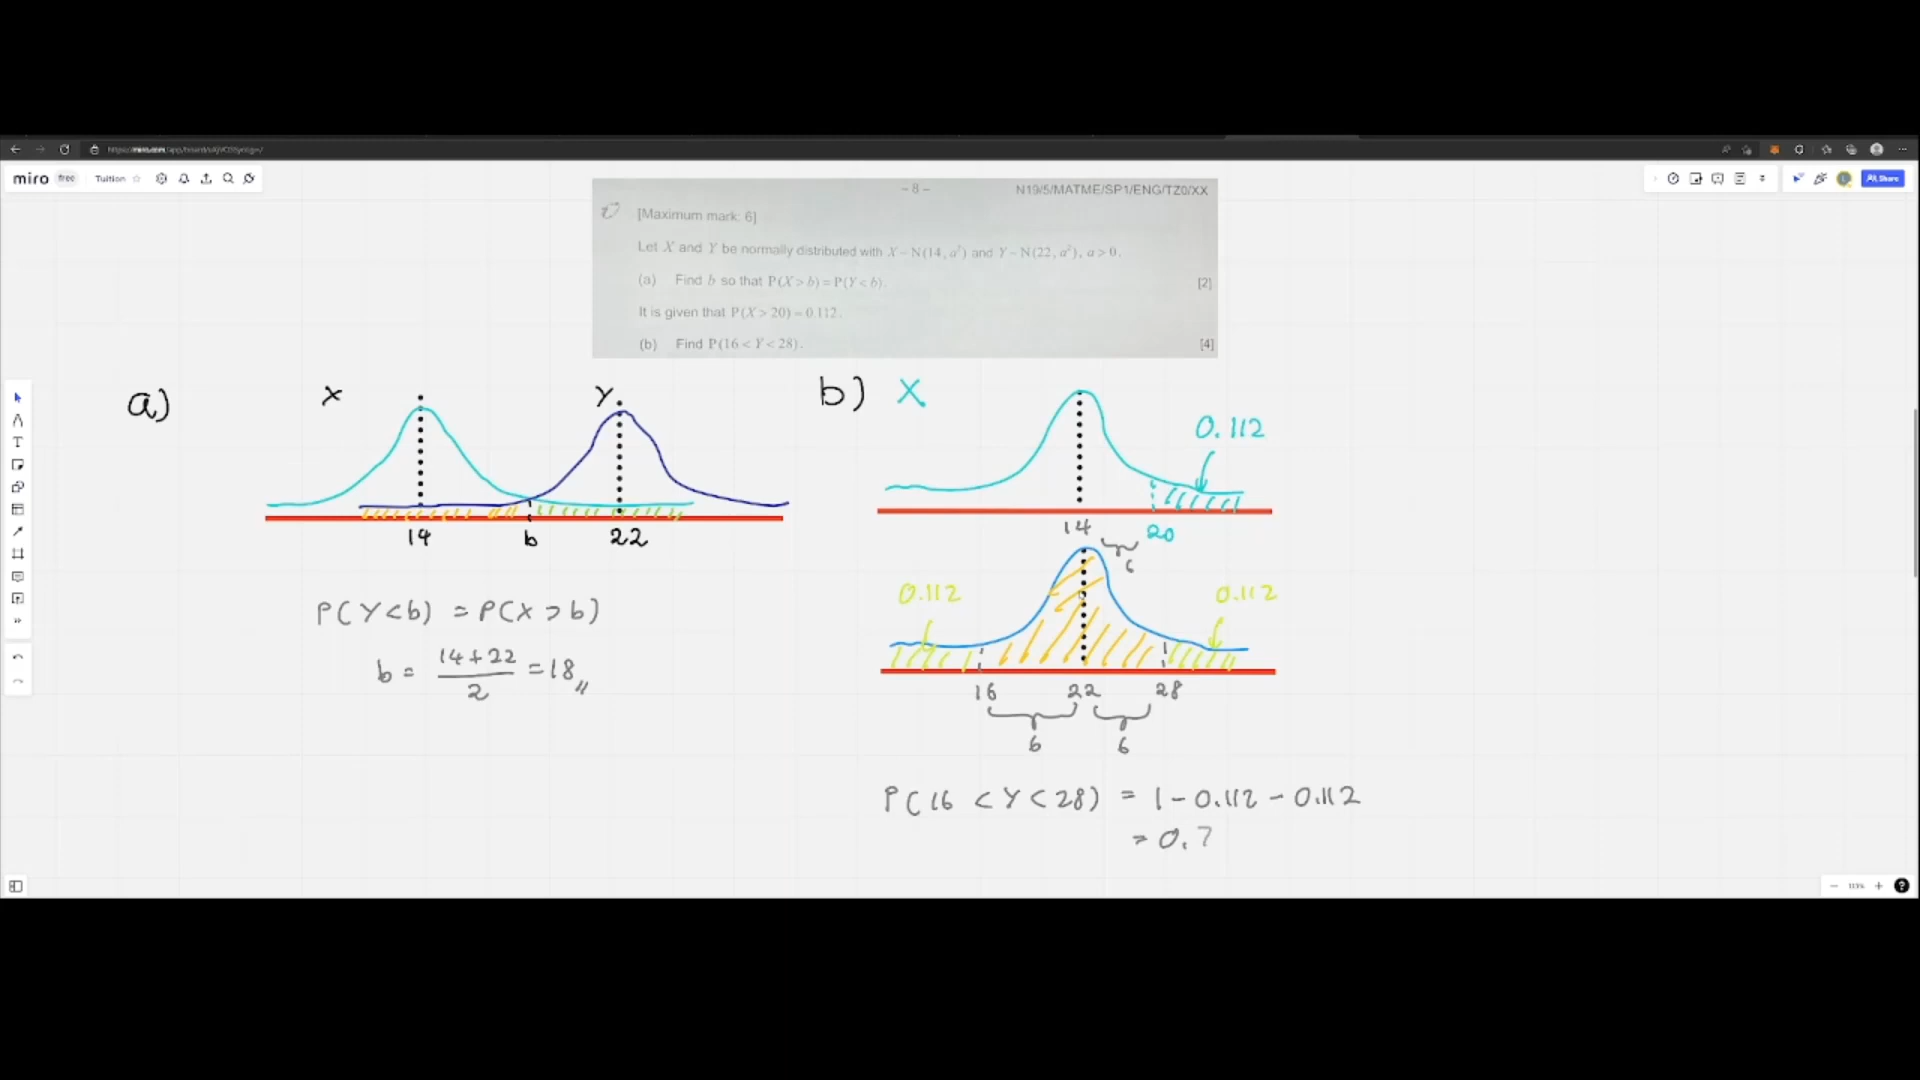 miro free Tuition Share
– 8 – N19/5/MATME/SP1/ENG/TZ0/XX
[Maximum mark: 6]
Let X and Y be normally distributed with X ~ N(14, a²) and Y ~ N(22, a²), a > 0.
(a) Find b so that P(X > b) = P(Y < b). [2]
It is given that P(X > 20) = 0.112.
(b) Find P(16 < Y < 28). [4]
a) X Y
14 b 22
P(Y < b) = P(X > b)
b = 14+22 / 2 = 18
b) X
0.112
14 20
6
0.112 0.112
16 22 28
6 6
P(16 < Y < 28) = 1 - 0.112 - 0.112
= 0.7
113%